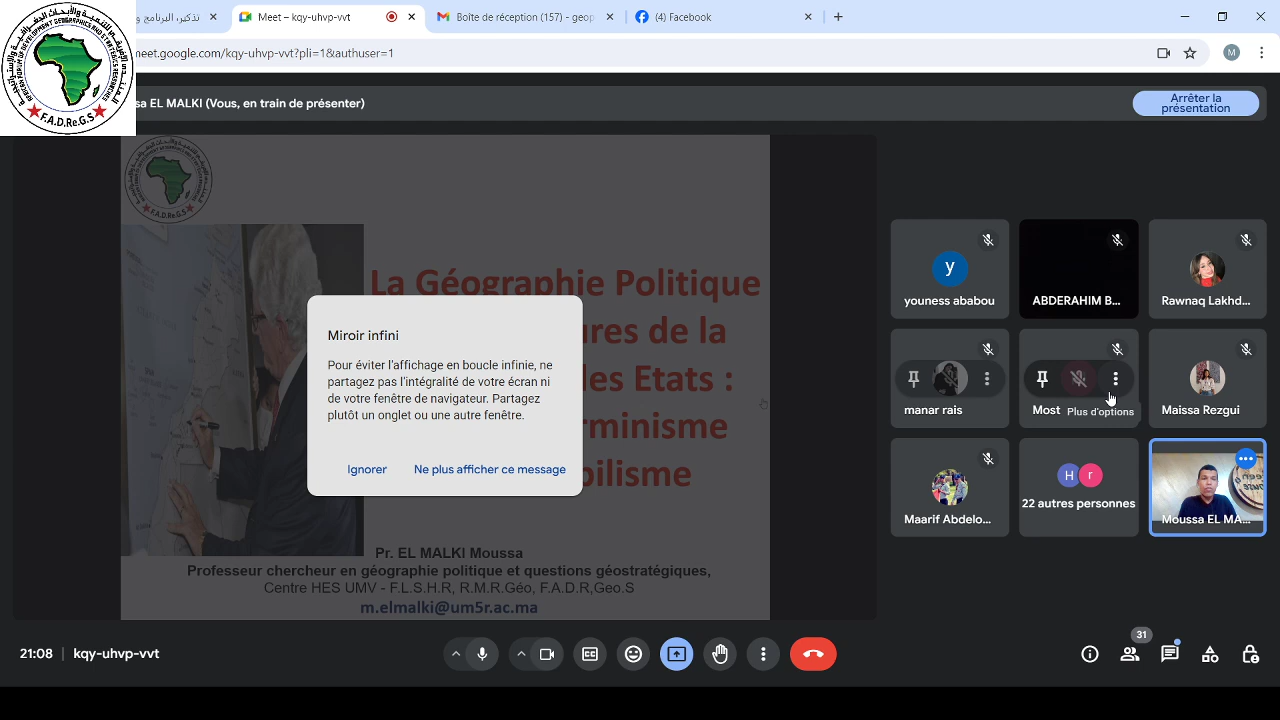 تذكير، البرنامج و
Meet – kqy-uhvp-vvt
Boîte de réception (157) - geop
(4) Facebook
meet.google.com/kqy-uhvp-vvt?pli=1&authuser=1
M
F.A.D.Re.G.S
sa EL MALKI (Vous, en train de présenter)
Arrêter la
présentation
La Géographie Politique
ures de la
des Etats :
rminisme
bilisme
Miroir infini
Pour éviter l'affichage en boucle infinie, ne
partagez pas l'intégralité de votre écran ni
de votre fenêtre de navigateur. Partagez
plutôt un onglet ou une autre fenêtre.
Ignorer
Ne plus afficher ce message
Pr. EL MALKI Moussa
Professeur chercheur en géographie politique et questions géostratégiques,
Centre HES UMV - F.L.S.H.R, R.M.R.Géo, F.A.D.R,Geo.S
m.elmalki@um5r.ac.ma
y
youness ababou
ABDERAHIM B...
Rawnaq Lakhd...
manar rais
Most
Plus d'options
Maissa Rezgui
Maarif Abdelo...
H
r
22 autres personnes
Moussa EL MA...
21:08
kqy-uhvp-vvt
31